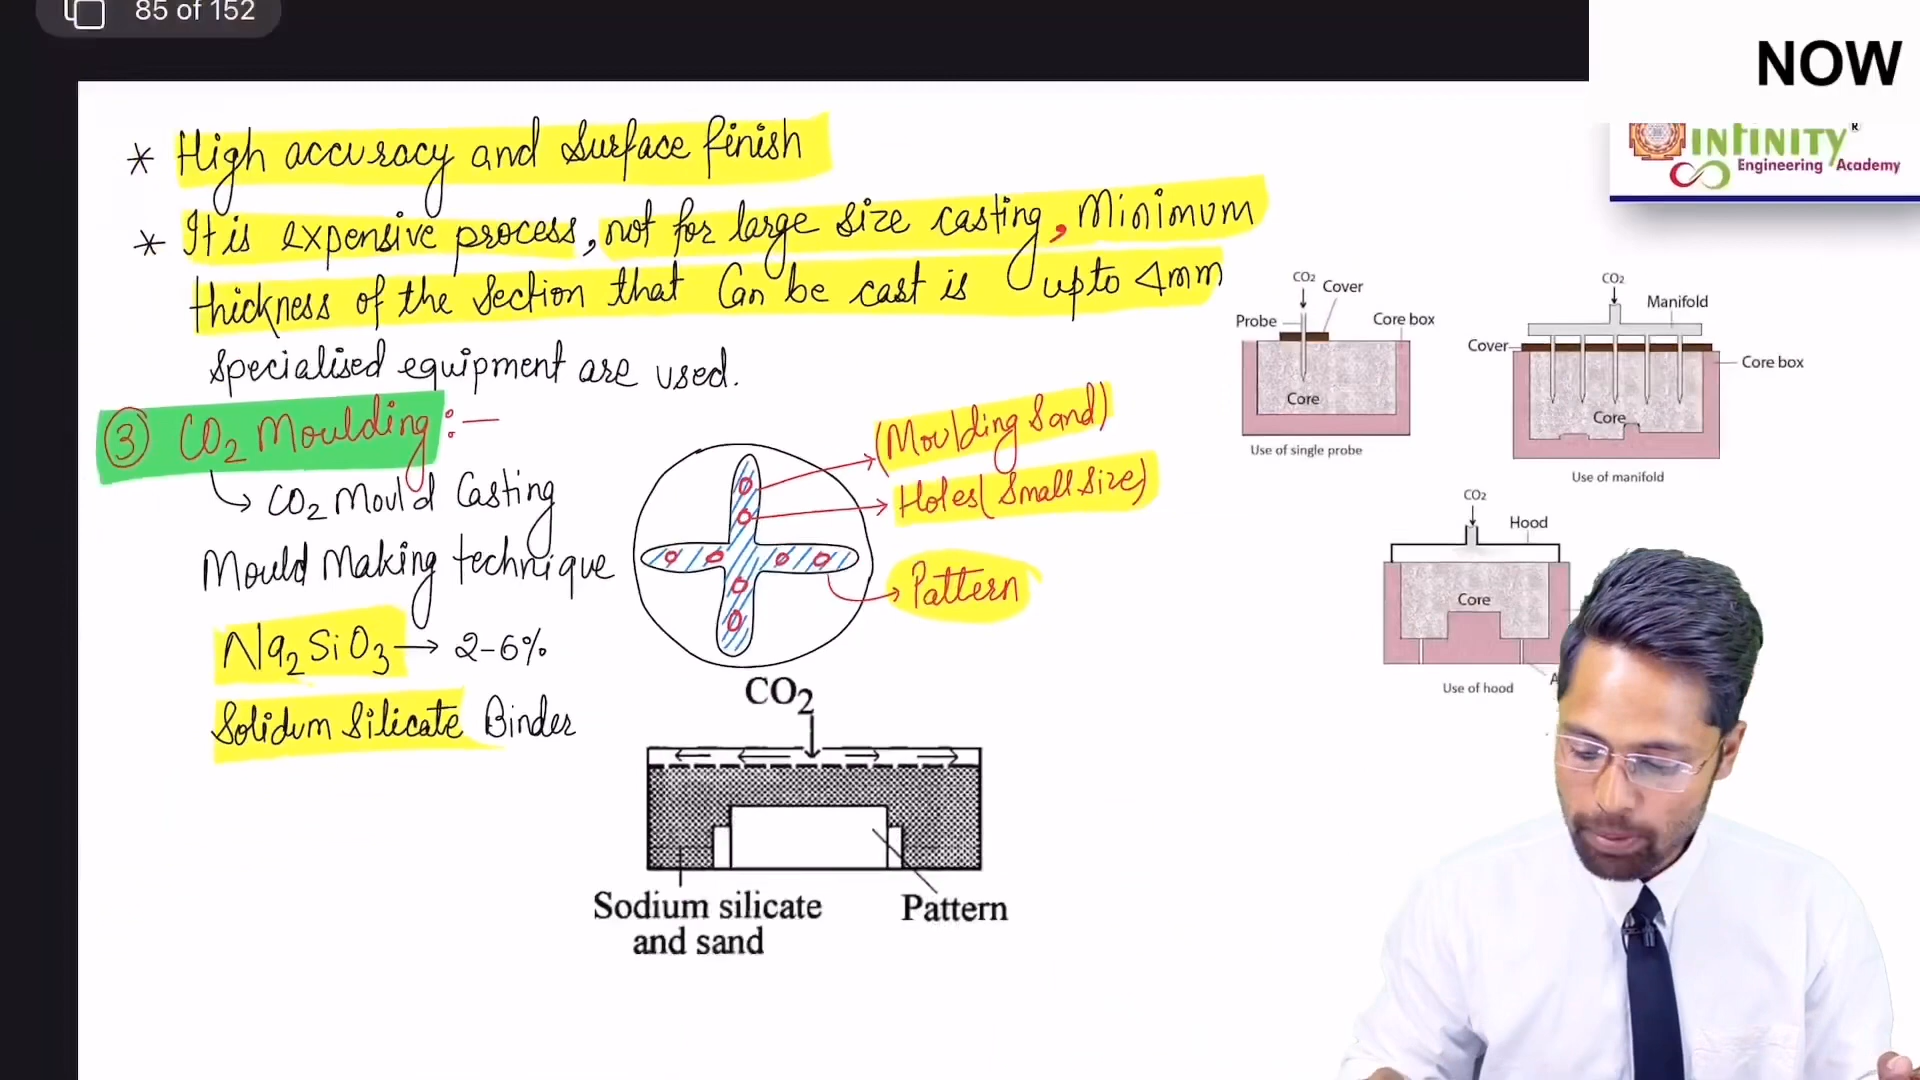 85 of 152
NOW
INFINITY
Engineering Academy
* High accuracy and Surface finish
* It is expensive process, not for large size casting, Minimum
thickness of the Section that Can be cast is upto 4mm
Specialised equipment are used.
③ CO₂ Moulding :-
↳ CO₂ Mould Casting
Mould Making technique
Na₂SiO₃ → 2-6%
Solidum Silicate Binder
(Moulding Sand)
Holes (Small Size)
Pattern
CO₂
Sodium silicate
and sand
Pattern
CO₂
Cover
Probe
Core box
Core
Use of single probe
CO₂
Manifold
Cover
Core box
Core
Use of manifold
CO₂
Hood
Core
Use of hood